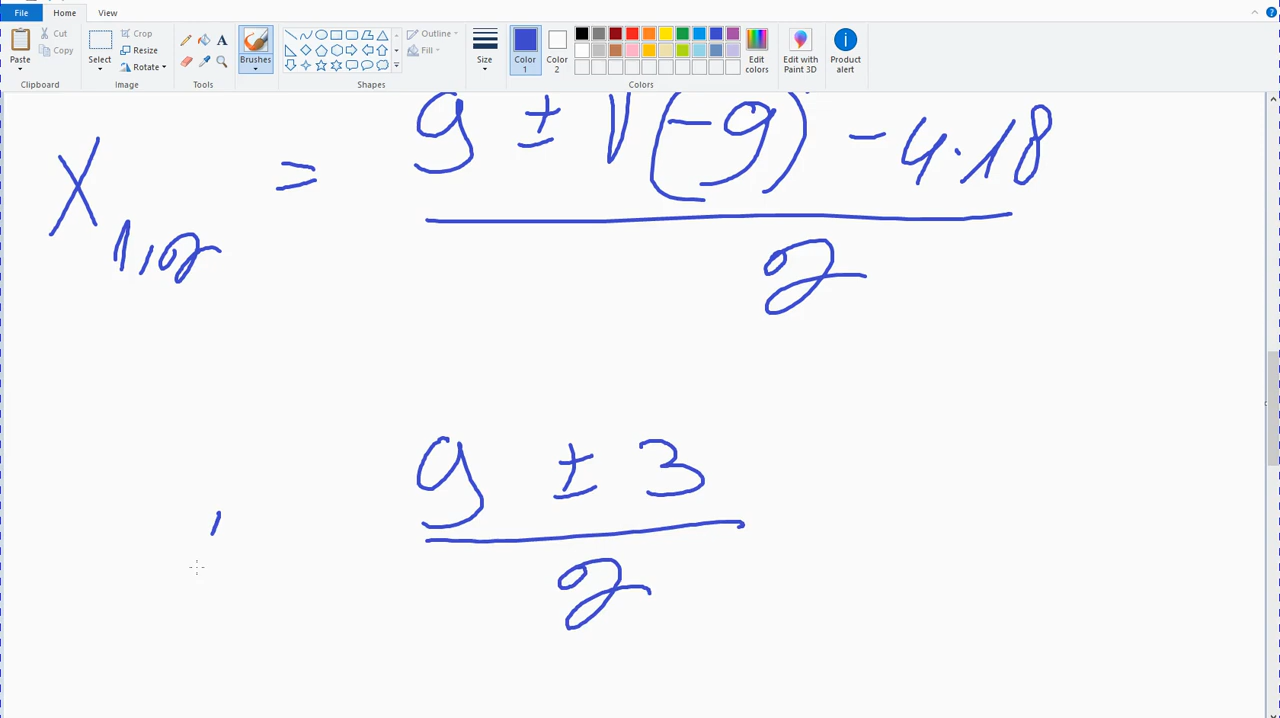 File Home View
Paste Cut Copy Select Crop Resize Rotate Brushes Outline Fill Size Color 1 Color 2 Edit colors Edit with Paint 3D Product alert
Clipboard Image Tools Shapes Colors
X1,2 = 9 ± √(-9) - 4·18
2
9 ± 3
2